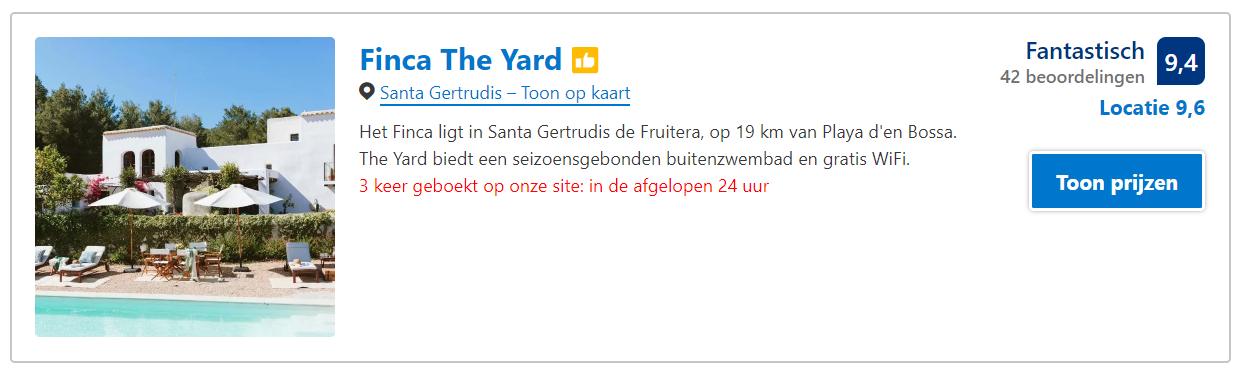 Finca The Yard
Santa Gertrudis – Toon op kaart
Het Finca ligt in Santa Gertrudis de Fruitera, op 19 km van Playa d'en Bossa.
The Yard biedt een seizoensgebonden buitenzwembad en gratis WiFi.
3 keer geboekt op onze site: in de afgelopen 24 uur
Fantastisch
9,4
42 beoordelingen
Locatie 9,6
Toon prijzen